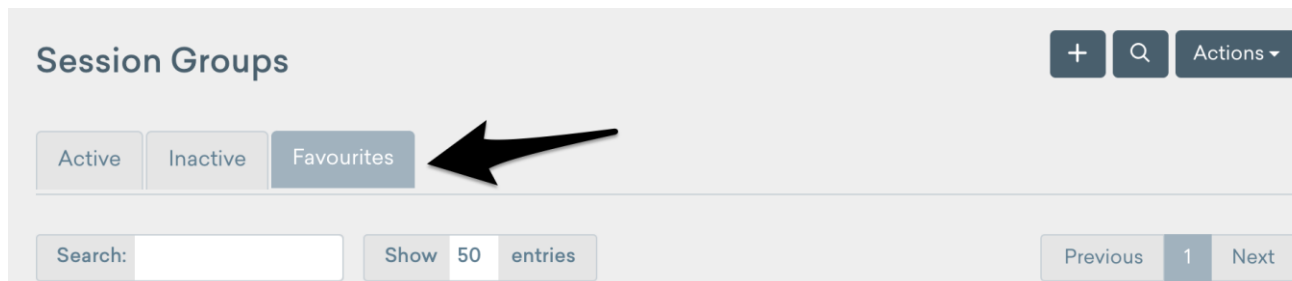 Session Groups
Actions
Active Inactive Favourites
Search: Show 50 entries Previous 1 Next